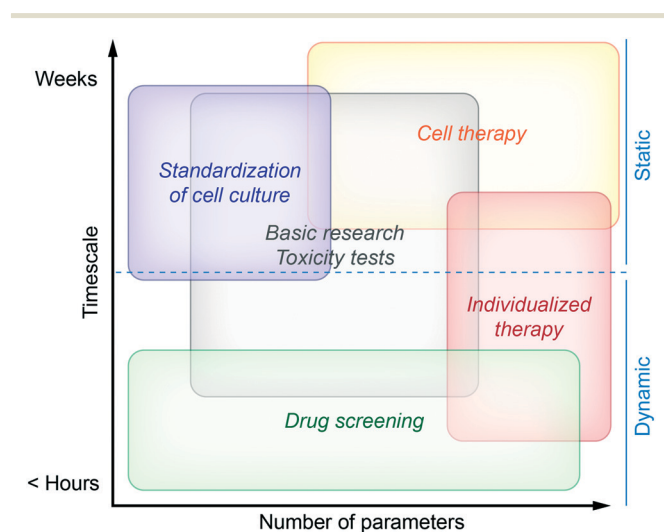 Weeks
Cell therapy
Standardization
of cell culture
Static
Basic research
Toxicity tests
Timescale
Individualized
therapy
Drug screening
Dynamic
< Hours
Number of parameters